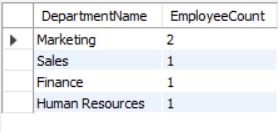 DepartmentName EmployeeCount
Marketing 2
Sales 1
Finance 1
Human Resources 1